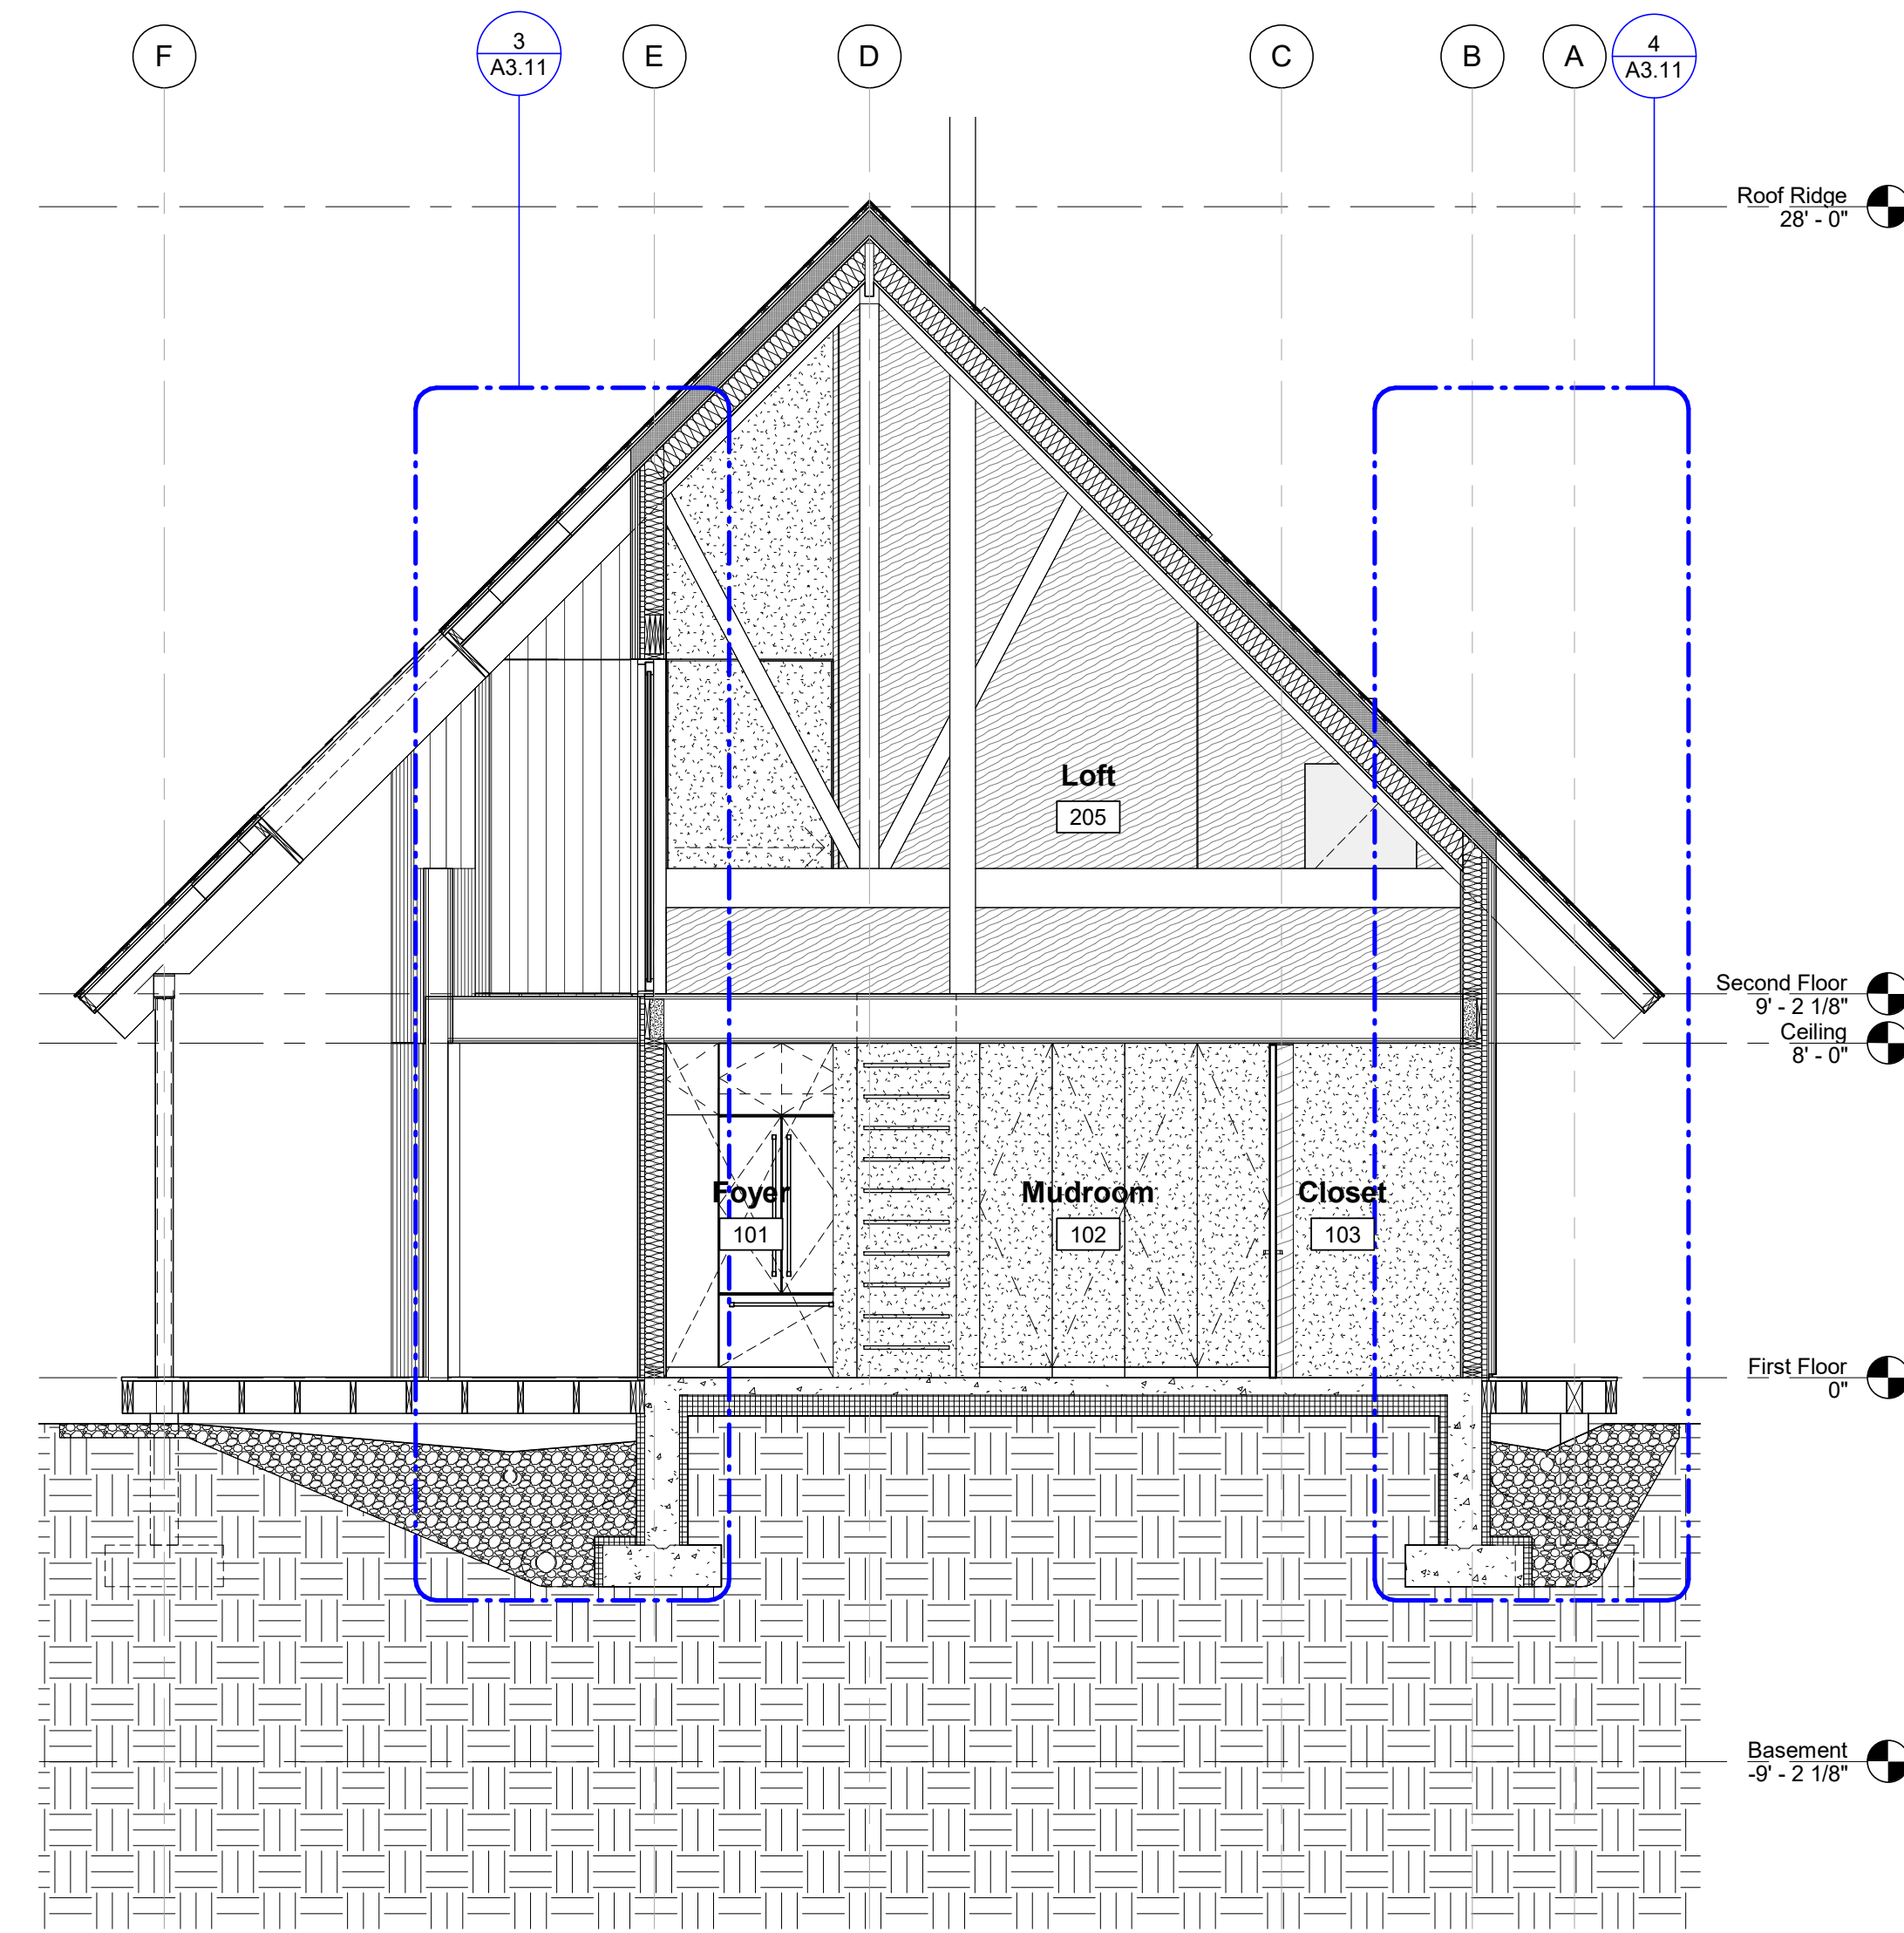 F
3
A3.11
E
D
C
B
A
4
A3.11
Roof Ridge
28' - 0"
Loft
205
Second Floor
9' - 2 1/8"
Ceiling
8' - 0"
Foyer
101
Mudroom
102
Closet
103
First Floor
0"
Basement
-9' - 2 1/8"